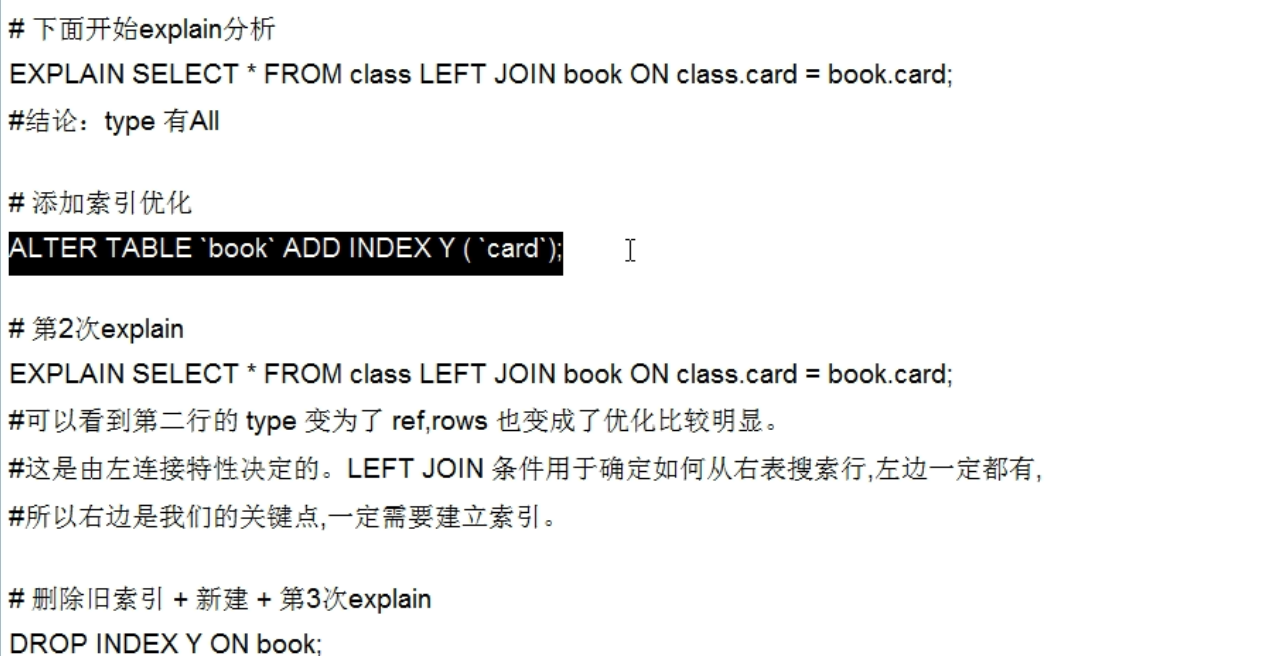 # 下面开始explain分析
EXPLAIN SELECT * FROM class LEFT JOIN book ON class.card = book.card;
#结论：type 有All
# 添加索引优化
ALTER TABLE `book` ADD INDEX Y ( `card`);
# 第2次explain
EXPLAIN SELECT * FROM class LEFT JOIN book ON class.card = book.card;
#可以看到第二行的 type 变为了 ref,rows 也变成了优化比较明显。
#这是由左连接特性决定的。LEFT JOIN 条件用于确定如何从右表搜索行,左边一定都有,
#所以右边是我们的关键点,一定需要建立索引。
# 删除旧索引 + 新建 + 第3次explain
DROP INDEX Y ON book;